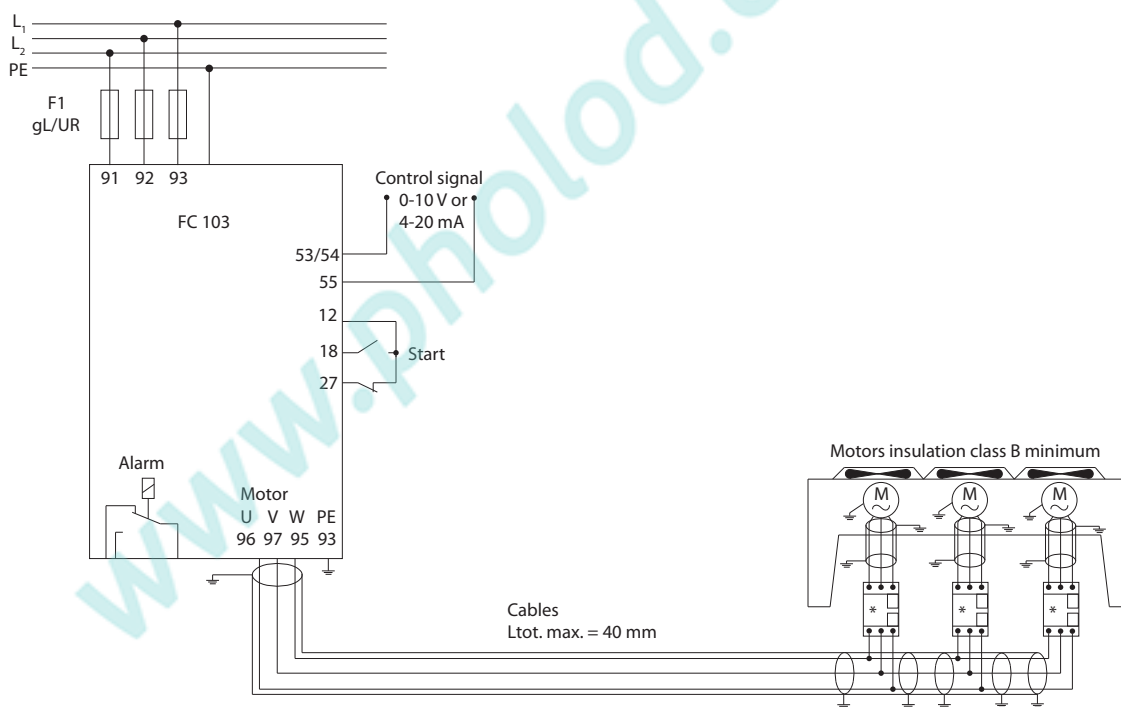 L1
L2
PE
F1
gL/UR
91 92 93
FC 103
Control signal
0-10 V or
4-20 mA
53/54
55
12
18
Start
27
Alarm
Motor
U V W PE
96 97 95 93
Motors insulation class B minimum
M M M
* * *
Cables
Ltot. max. = 40 mm
www.pholod.